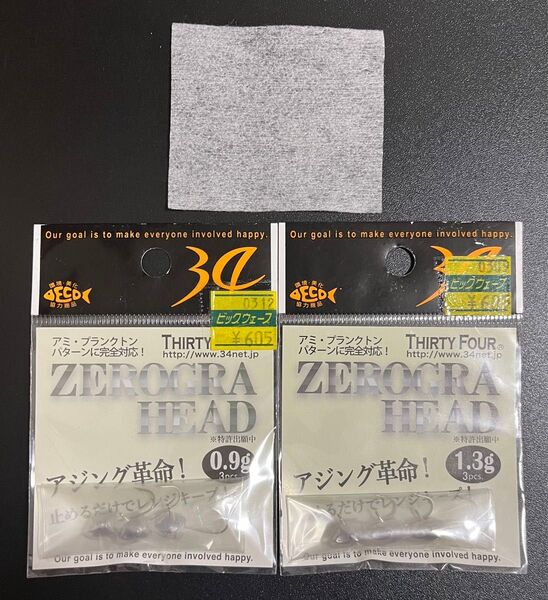 Our goal is to make everyone involved happy.
環境・美化
ECO
協力商品
34
0312
ビックウェーブ
¥605
アミ・プランクトン
パターンに完全対応！
THIRTY FOUR
http://www.34net.jp
ZEROGRA
HEAD
※特許出願中
0.9g
3pcs.
アジング革命！
止めるだけでレンジキープ
Our goal is to make everyone involved happy.
Our goal is to make everyone involved happy.
環境・美化
ECO
協力商品
0309
ビックウェーブ
アミ・プランクトン
パターンに完全対応！
THIRTY FOUR
http://www.34net.jp
ZEROGRA
HEAD
※特許出願中
1.3g
3pcs.
アジング革命！
るだけでレンジキープ
Our goal is to make everyone involved happy.